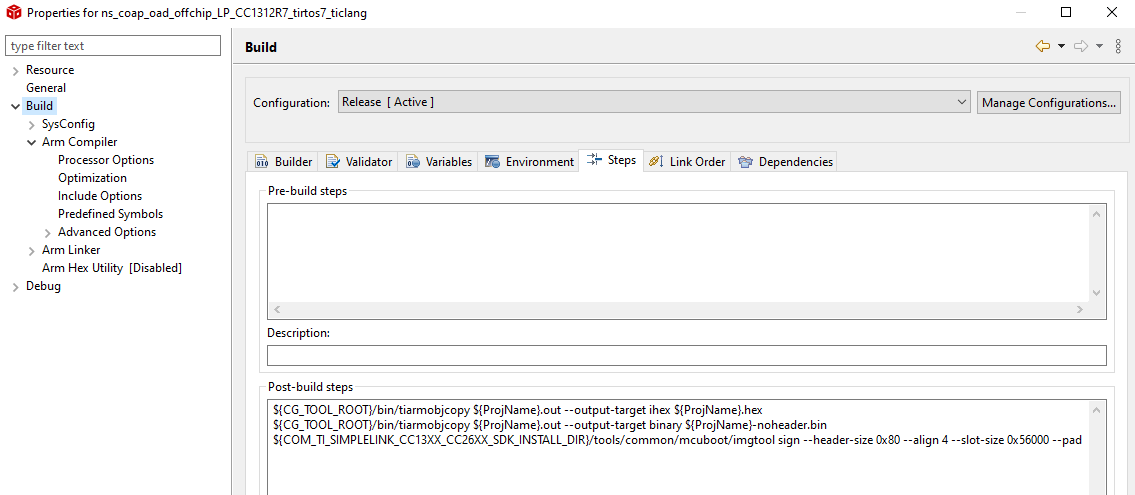 Properties for ns_coap_oad_offchip_LP_CC1312R7_tirtos7_ticlang
type filter text
Resource
General
Build
SysConfig
Arm Compiler
Processor Options
Optimization
Include Options
Predefined Symbols
Advanced Options
Arm Linker
Arm Hex Utility [Disabled]
Debug
Build
Configuration:
Release [ Active ]
Manage Configurations...
Builder
Validator
Variables
Environment
Steps
Link Order
Dependencies
Pre-build steps
Description:
Post-build steps
${CG_TOOL_ROOT}/bin/tiarmobjcopy ${ProjName}.out --output-target ihex ${ProjName}.hex
${CG_TOOL_ROOT}/bin/tiarmobjcopy ${ProjName}.out --output-target binary ${ProjName}-noheader.bin
${COM_TI_SIMPLELINK_CC13XX_CC26XX_SDK_INSTALL_DIR}/tools/common/mcuboot/imgtool sign --header-size 0x80 --align 4 --slot-size 0x56000 --pad